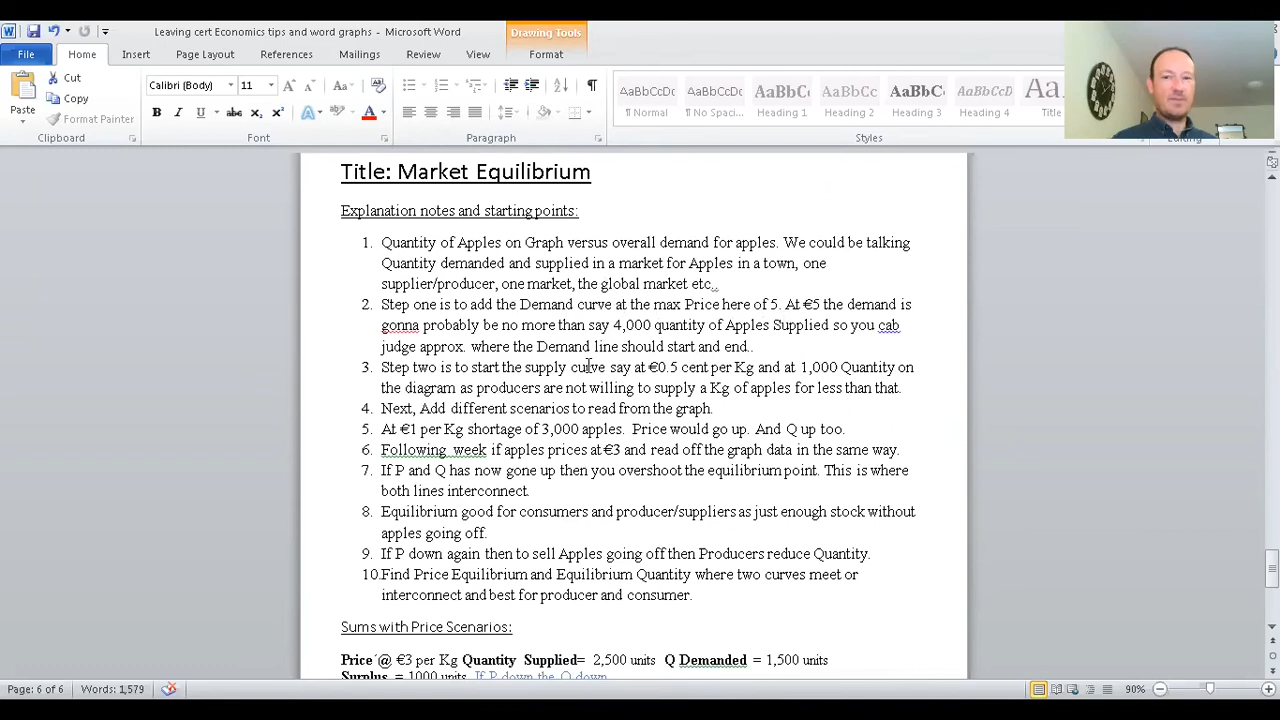 Leaving cert Economics tips and word graphs - Microsoft Word
Drawing Tools
File Home Insert Page Layout References Mailings Review View Format
Cut
Copy
Format Painter
Paste
Calibri (Body) 11
AaBbCcDc AaBbCcDc AaBbCc AaBbCc AaBbC AaBbCcD Aa
¶ Normal ¶ No Spaci... Heading 1 Heading 2 Heading 3 Heading 4 Title
Clipboard Font Paragraph Styles Editing
Title: Market Equilibrium
Explanation notes and starting points:
1. Quantity of Apples on Graph versus overall demand for apples. We could be talking
Quantity demanded and supplied in a market for Apples in a town, one
supplier/producer, one market, the global market etc,.
2. Step one is to add the Demand curve at the max Price here of 5. At €5 the demand is
gonna probably be no more than say 4,000 quantity of Apples Supplied so you cab
judge approx. where the Demand line should start and end..
3. Step two is to start the supply curve say at €0.5 cent per Kg and at 1,000 Quantity on
the diagram as producers are not willing to supply a Kg of apples for less than that.
4. Next, Add different scenarios to read from the graph.
5. At €1 per Kg shortage of 3,000 apples. Price would go up. And Q up too.
6. Following week if apples prices at €3 and read off the graph data in the same way.
7. If P and Q has now gone up then you overshoot the equilibrium point. This is where
both lines interconnect.
8. Equilibrium good for consumers and producer/suppliers as just enough stock without
apples going off.
9. If P down again then to sell Apples going off then Producers reduce Quantity.
10. Find Price Equilibrium and Equilibrium Quantity where two curves meet or
interconnect and best for producer and consumer.
Sums with Price Scenarios:
Price @ €3 per Kg Quantity Supplied= 2,500 units Q Demanded = 1,500 units
Surplus = 1000 units If P down the Q down
Page: 6 of 6 Words: 1,579 90%